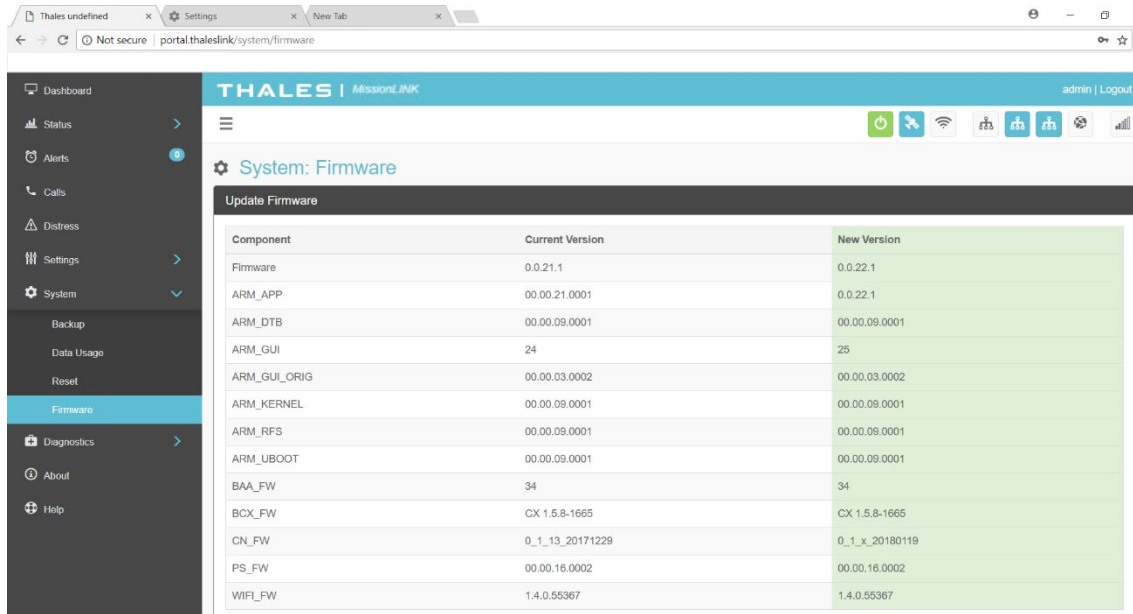 Thales undefined Settings New Tab
Not secure | portal.thaleslink/system/firmware
THALES | MissionLINK admin | Logout
Dashboard
Status
Alerts 0
Calls
Distress
Settings
System
Backup
Data Usage
Reset
Firmware
Diagnostics
About
Help
System: Firmware
Update Firmware
Component Current Version New Version
Firmware 0.0.21.1 0.0.22.1
ARM_APP 00.00.21.0001 0.0.22.1
ARM_DTB 00.00.09.0001 00.00.09.0001
ARM_GUI 24 25
ARM_GUI_ORIG 00.00.03.0002 00.00.03.0002
ARM_KERNEL 00.00.09.0001 00.00.09.0001
ARM_RFS 00.00.09.0001 00.00.09.0001
ARM_UBOOT 00.00.09.0001 00.00.09.0001
BAA_FW 34 34
BCX_FW CX 1.5.8-1665 CX 1.5.8-1665
CN_FW 0_1_13_20171229 0_1_x_20180119
PS_FW 00.00.16.0002 00.00.16.0002
WIFI_FW 1.4.0.55367 1.4.0.55367